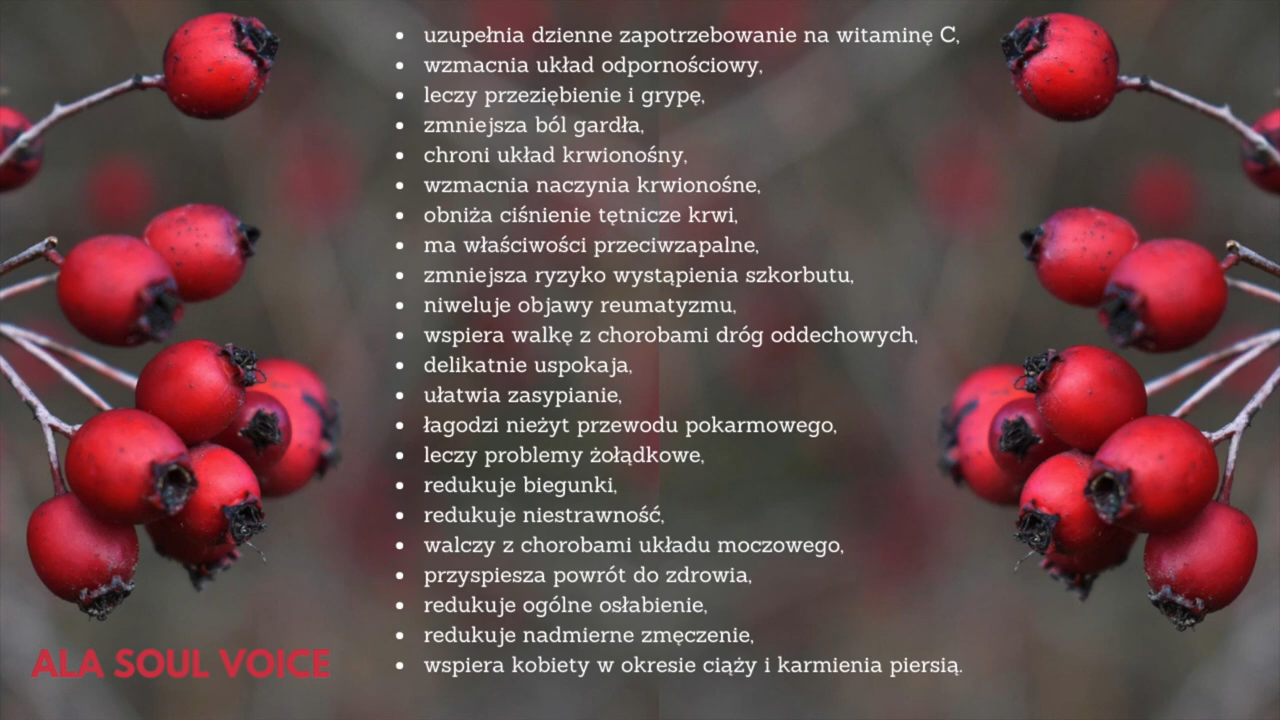 • uzupełnia dzienne zapotrzebowanie na witaminę C,
• wzmacnia układ odpornościowy,
• leczy przeziębienie i grypę,
• zmniejsza ból gardła,
• chroni układ krwionośny,
• wzmacnia naczynia krwionośne,
• obniża ciśnienie tętnicze krwi,
• ma właściwości przeciwzapalne,
• zmniejsza ryzyko wystąpienia szkorbutu,
• niweluje objawy reumatyzmu,
• wspiera walkę z chorobami dróg oddechowych,
• delikatnie uspokaja,
• ułatwia zasypianie,
• łagodzi nieżyt przewodu pokarmowego,
• leczy problemy żołądkowe,
• redukuje biegunki,
• redukuje niestrawność,
• walczy z chorobami układu moczowego,
• przyspiesza powrót do zdrowia,
• redukuje ogólne osłabienie,
• redukuje nadmierne zmęczenie,
• wspiera kobiety w okresie ciąży i karmienia piersią.
ALA SOUL VOICE